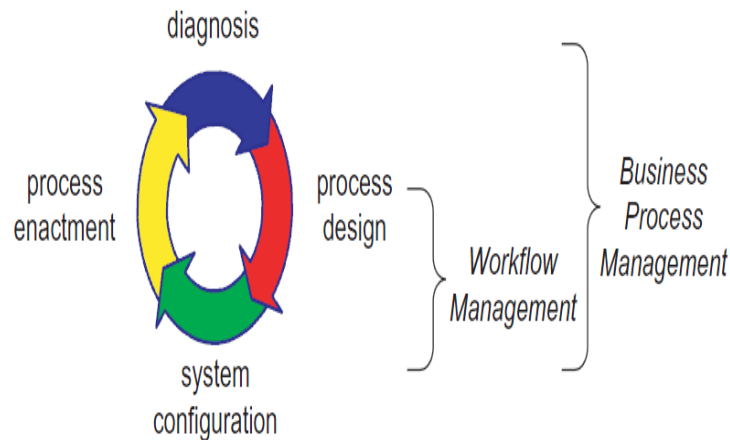 diagnosis
process
enactment
process
design
system
configuration
Workflow
Management
Business
Process
Management